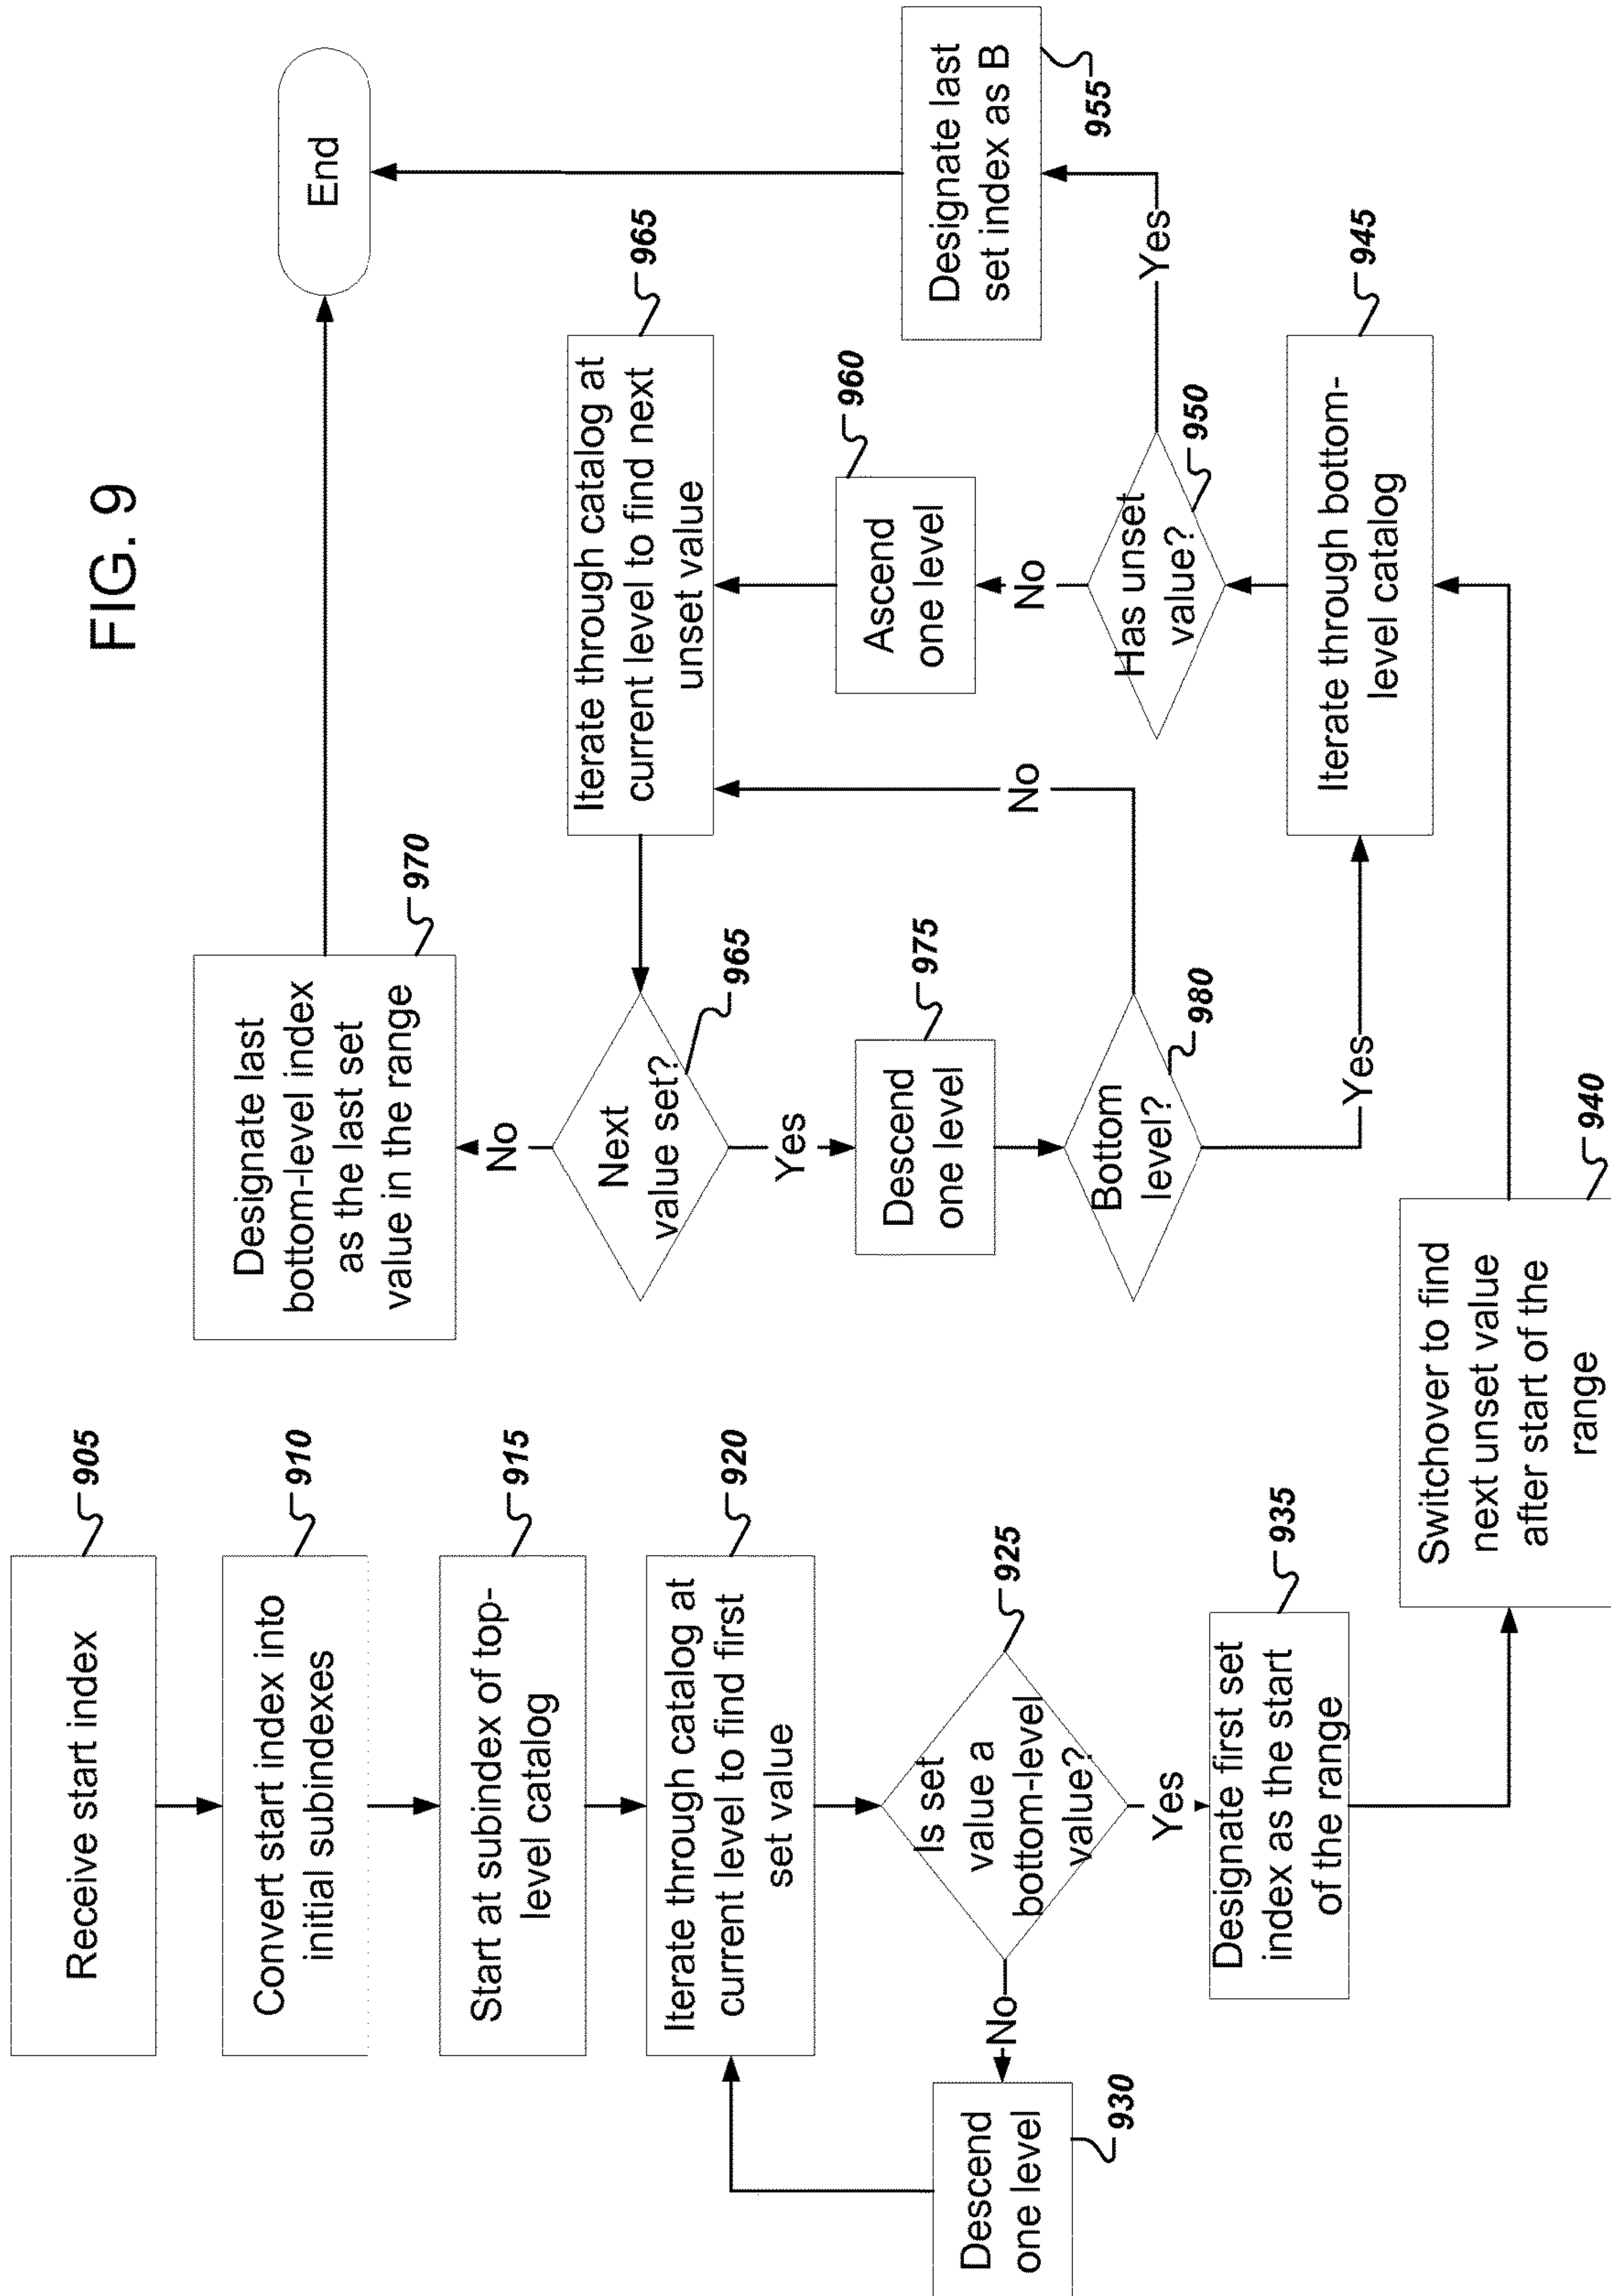 FIG. 9
Receive start index
905
Convert start index into
initial subindexes
910
Start at subindex of top-
level catalog
915
Iterate through catalog at
current level to find first
set value
920
Is set
value a
bottom-level
value?
925
No
Descend
one level
930
Yes
Designate first set
index as the start
of the range
935
Switchover to find
next unset value
after start of the
range
940
Iterate through bottom-
level catalog
945
Has unset
value?
950
Yes
Designate last
set index as B
955
No
Ascend
one level
960
Iterate through catalog at
current level to find next
unset value
965
Next
value set?
965
No
Designate last
bottom-level index
as the last set
value in the range
970
Yes
Descend
one level
975
Bottom
level?
980
No
Yes
End